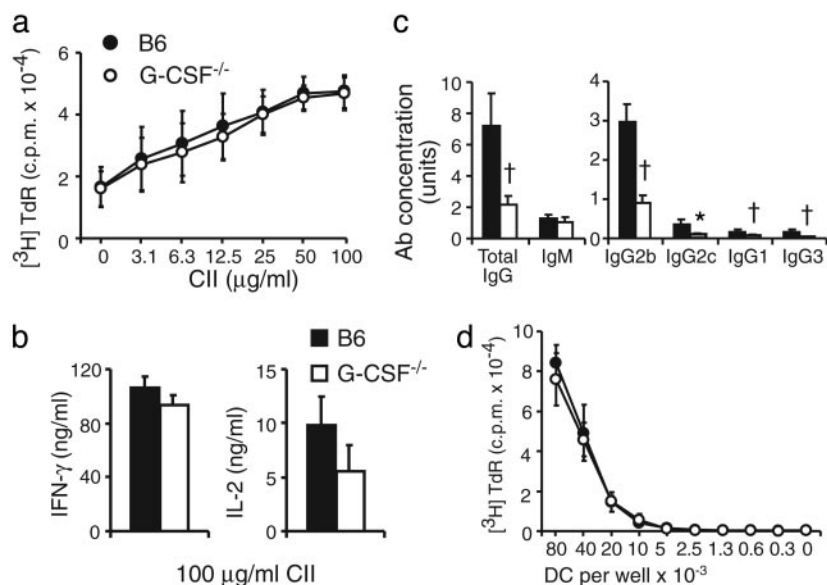 a
B6
G-CSF-/-
[3H] TdR (c.p.m. x 10-4)
6
4
2
0
0 3.1 6.3 12.5 25 50 100
CII (μg/ml)
b
B6
G-CSF-/-
IFN-γ (ng/ml)
120
80
40
0
IL-2 (ng/ml)
15
10
5
0
100 μg/ml CII
c
Ab concentration
(units)
10
8
6
4
2
0
†
Total
IgG
IgM
4
3
2
1
0
†
*
†
†
IgG2b IgG2c IgG1 IgG3
d
[3H] TdR (c.p.m. x 10-4)
10
8
6
4
2
0
80 40 20 10 5 2.5 1.3 0.6 0.3 0
DC per well x 10-3